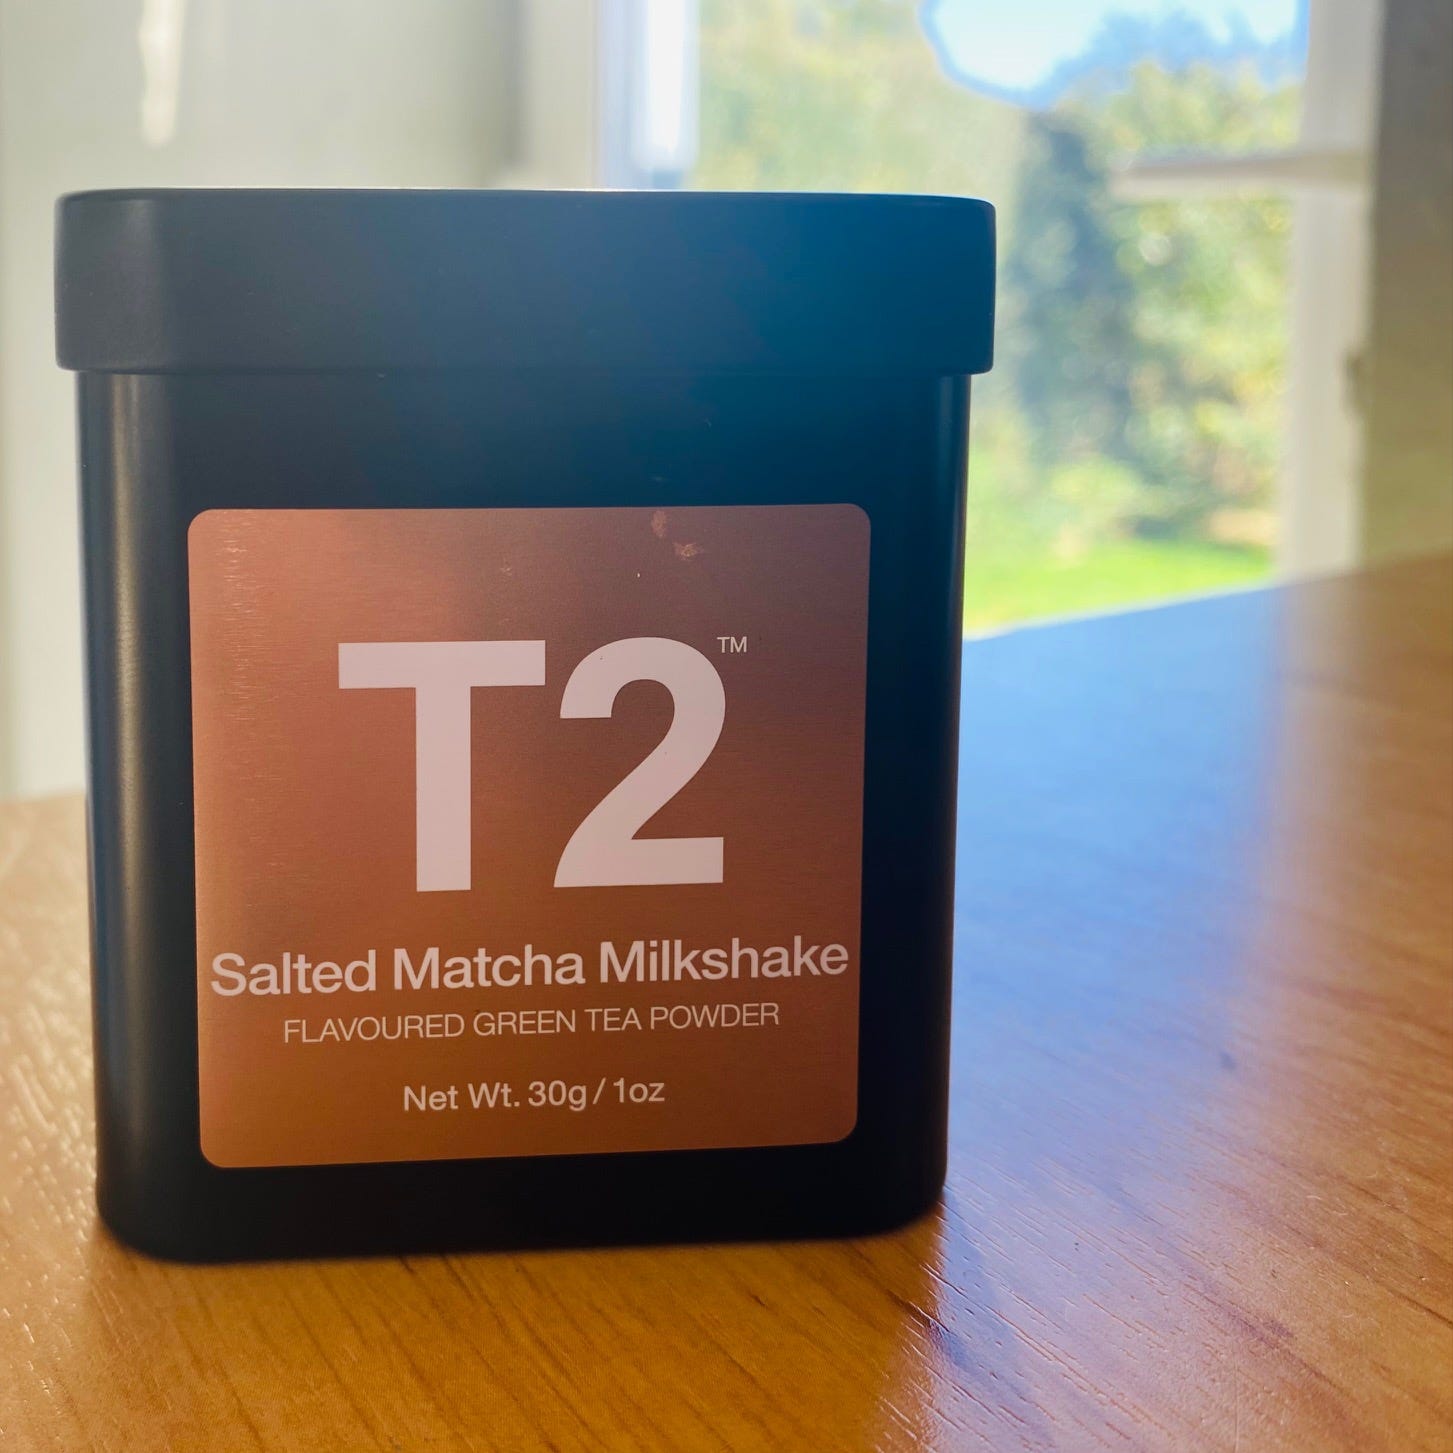 T2™
Salted Matcha Milkshake
FLAVOURED GREEN TEA POWDER
Net Wt. 30g / 1oz